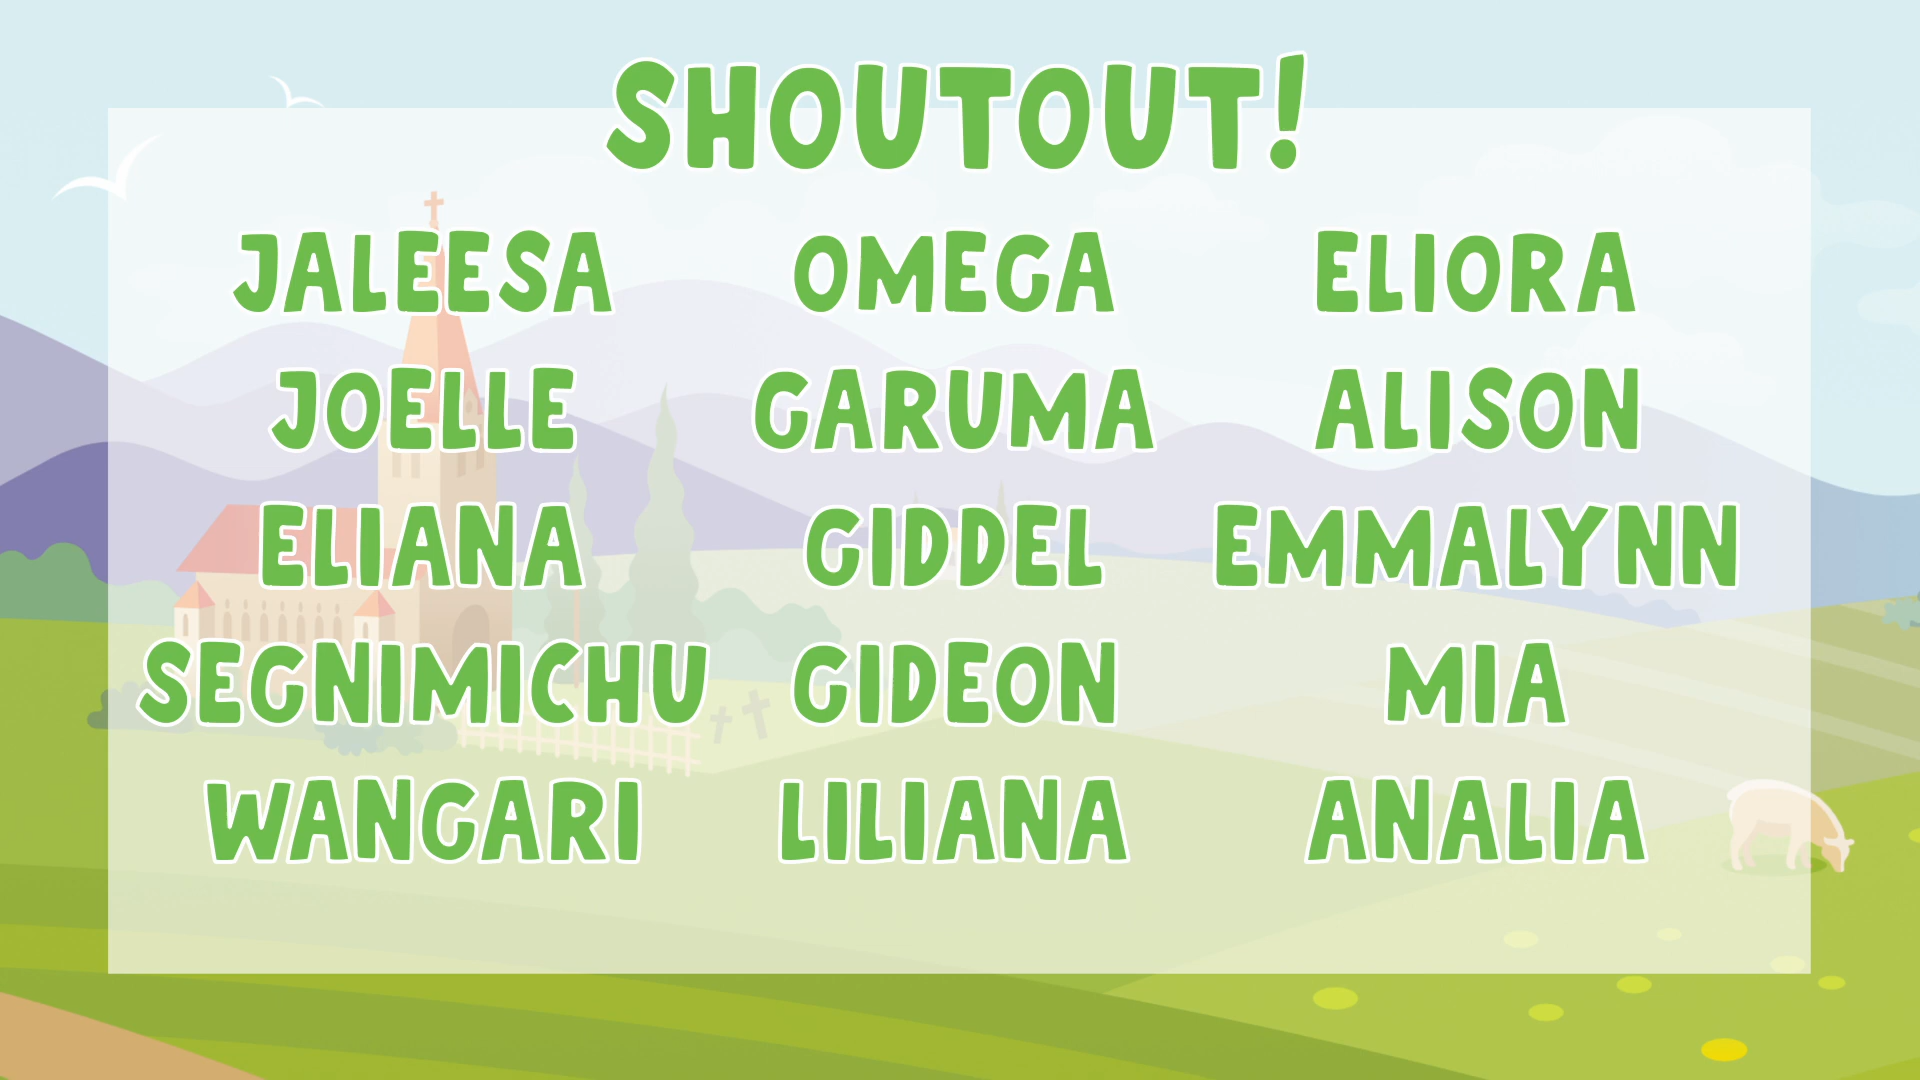 SHOUTOUT!
JALEESA OMEGA ELIORA
JOELLE GARUMA ALISON
ELIANA GIDDEL EMMALYNN
SEGNIMICHU GIDEON MIA
WANGARI LILIANA ANALIA